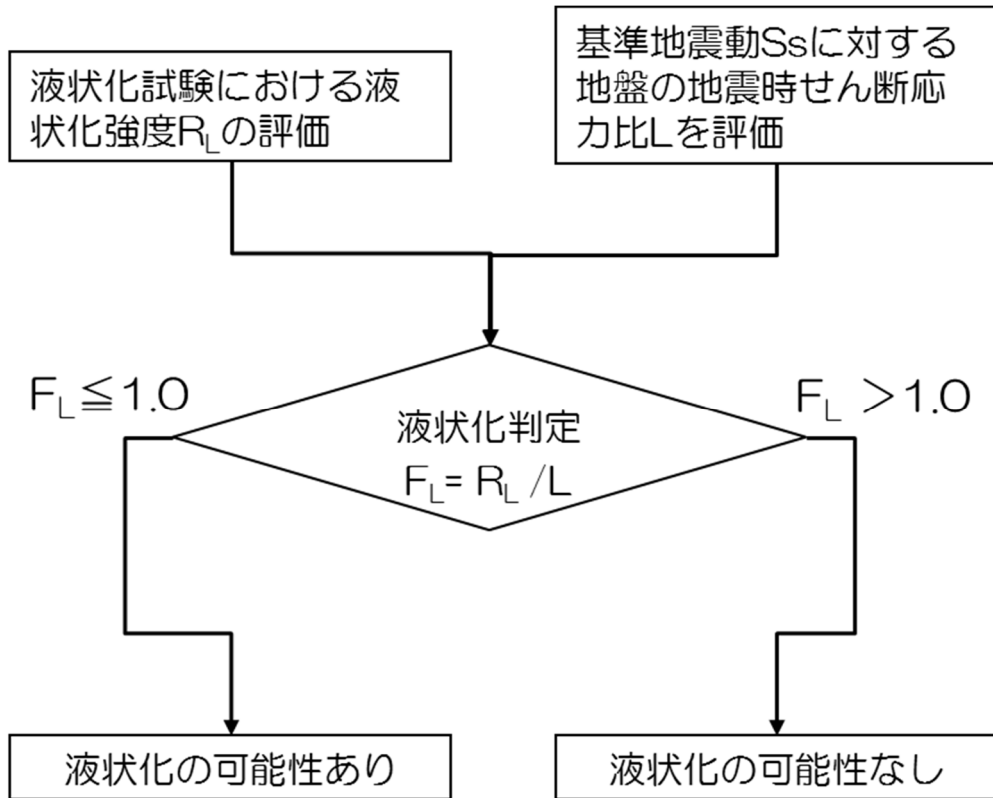 液状化試験における液
状化強度RLの評価
基準地震動Ssに対する
地盤の地震時せん断応
力比Lを評価
FL≦1.0
FL >1.0
液状化判定
FL= RL /L
液状化の可能性あり
液状化の可能性なし